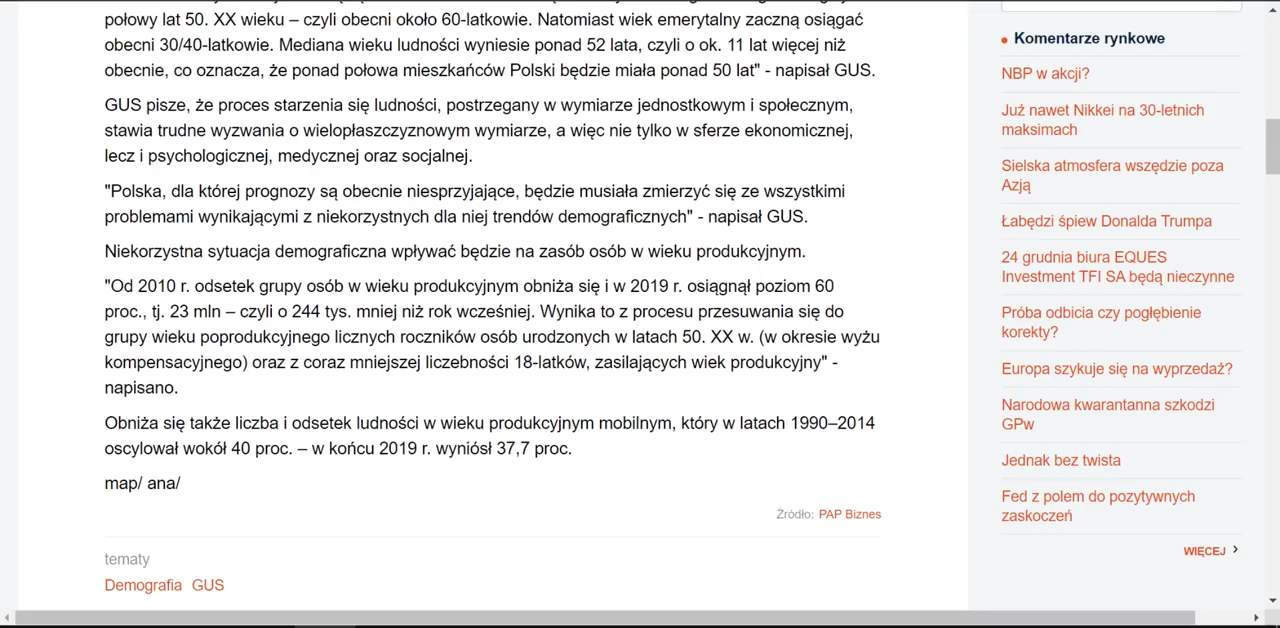 połowy lat 50. XX wieku – czyli obecni około 60-latkowie. Natomiast wiek emerytalny zaczną osiągać
obecni 30/40-latkowie. Mediana wieku ludności wyniesie ponad 52 lata, czyli o ok. 11 lat więcej niż
obecnie, co oznacza, że ponad połowa mieszkańców Polski będzie miała ponad 50 lat" - napisał GUS.
GUS pisze, że proces starzenia się ludności, postrzegany w wymiarze jednostkowym i społecznym,
stawia trudne wyzwania o wielopłaszczyznowym wymiarze, a więc nie tylko w sferze ekonomicznej,
lecz i psychologicznej, medycznej oraz socjalnej.
"Polska, dla której prognozy są obecnie niesprzyjające, będzie musiała zmierzyć się ze wszystkimi
problemami wynikającymi z niekorzystnych dla niej trendów demograficznych" - napisał GUS.
Niekorzystna sytuacja demograficzna wpływać będzie na zasób osób w wieku produkcyjnym.
"Od 2010 r. odsetek grupy osób w wieku produkcyjnym obniża się i w 2019 r. osiągnął poziom 60
proc., tj. 23 mln – czyli o 244 tys. mniej niż rok wcześniej. Wynika to z procesu przesuwania się do
grupy wieku poprodukcyjnego licznych roczników osób urodzonych w latach 50. XX w. (w okresie wyżu
kompensacyjnego) oraz z coraz mniejszej liczebności 18-latków, zasilających wiek produkcyjny" -
napisano.
Obniża się także liczba i odsetek ludności w wieku produkcyjnym mobilnym, który w latach 1990–2014
oscylował wokół 40 proc. – w końcu 2019 r. wyniósł 37,7 proc.
map/ ana/
Źródło: PAP Biznes
tematy
Demografia GUS
Komentarze rynkowe
NBP w akcji?
Już nawet Nikkei na 30-letnich
maksimach
Sielska atmosfera wszędzie poza
Azją
Łabędzi śpiew Donalda Trumpa
24 grudnia biura EQUES
Investment TFI SA będą nieczynne
Próba odbicia czy pogłębienie
korekty?
Europa szykuje się na wyprzedaż?
Narodowa kwarantanna szkodzi
GPw
Jednak bez twista
Fed z polem do pozytywnych
zaskoczeń
WIĘCEJ